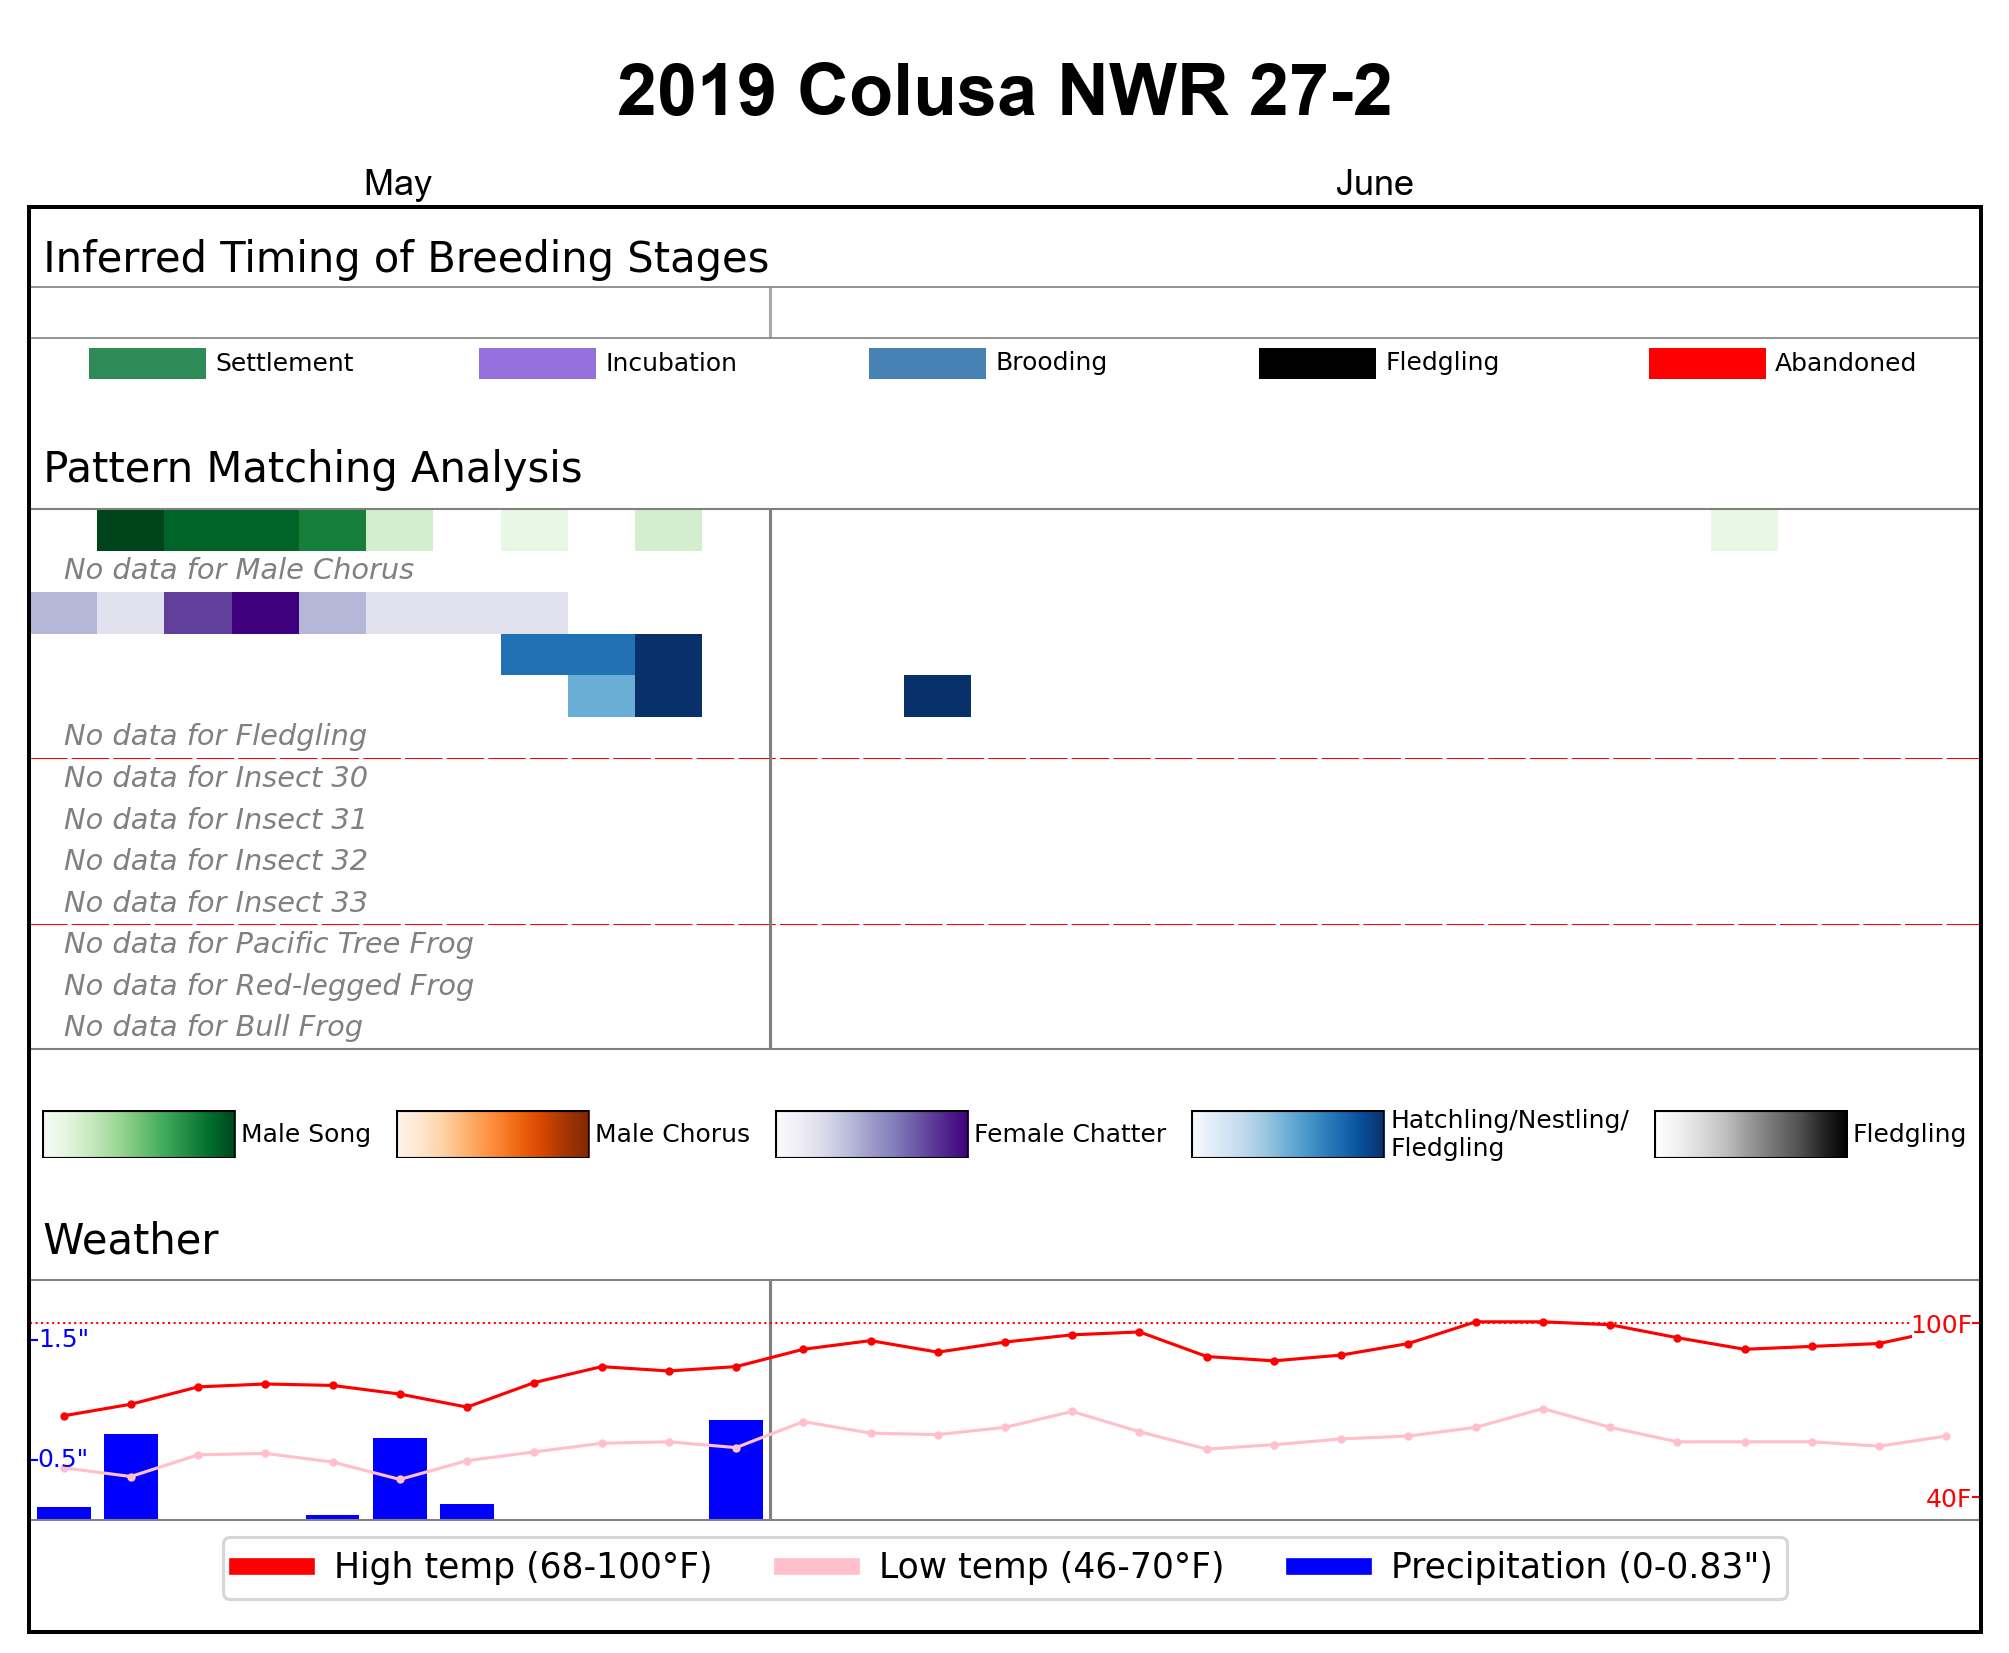 2019 Colusa NWR 27-2
May June
Inferred Timing of Breeding Stages
Settlement Incubation Brooding Fledgling Abandoned
Pattern Matching Analysis
No data for Male Chorus
No data for Fledgling
No data for Insect 30
No data for Insect 31
No data for Insect 32
No data for Insect 33
No data for Pacific Tree Frog
No data for Red-legged Frog
No data for Bull Frog
Male Song Male Chorus Female Chatter Hatchling/Nestling/
Fledgling Fledgling
Weather
1.5" 100F
0.5"
40F
High temp (68-100°F) Low temp (46-70°F) Precipitation (0-0.83")